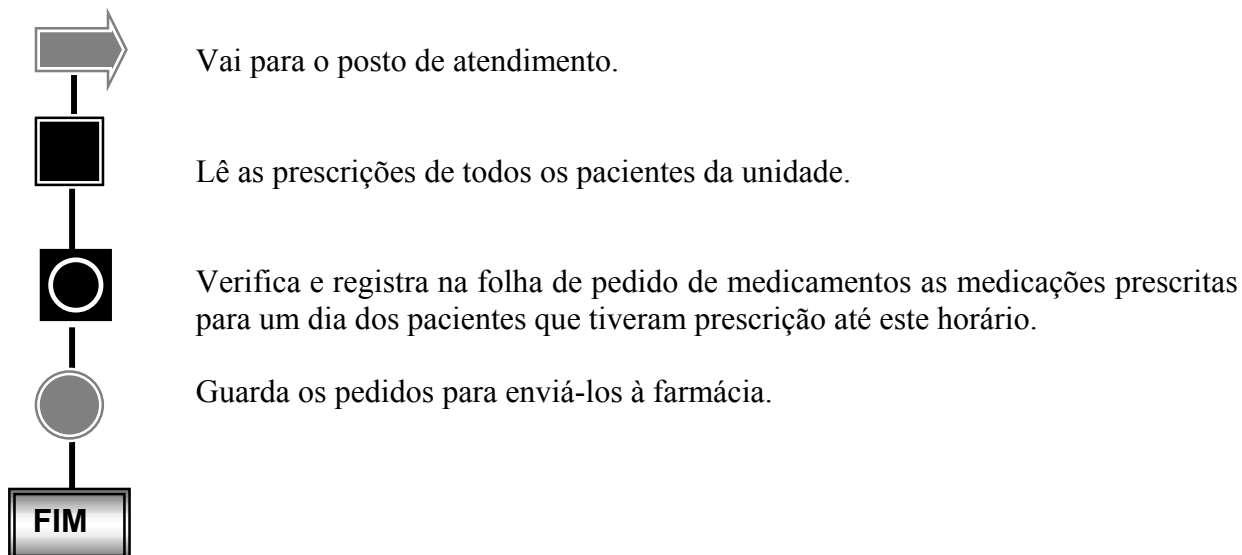 Vai para o posto de atendimento.
Lê as prescrições de todos os pacientes da unidade.
Verifica e registra na folha de pedido de medicamentos as medicações prescritas
para um dia dos pacientes que tiveram prescrição até este horário.
Guarda os pedidos para enviá-los à farmácia.
FIM